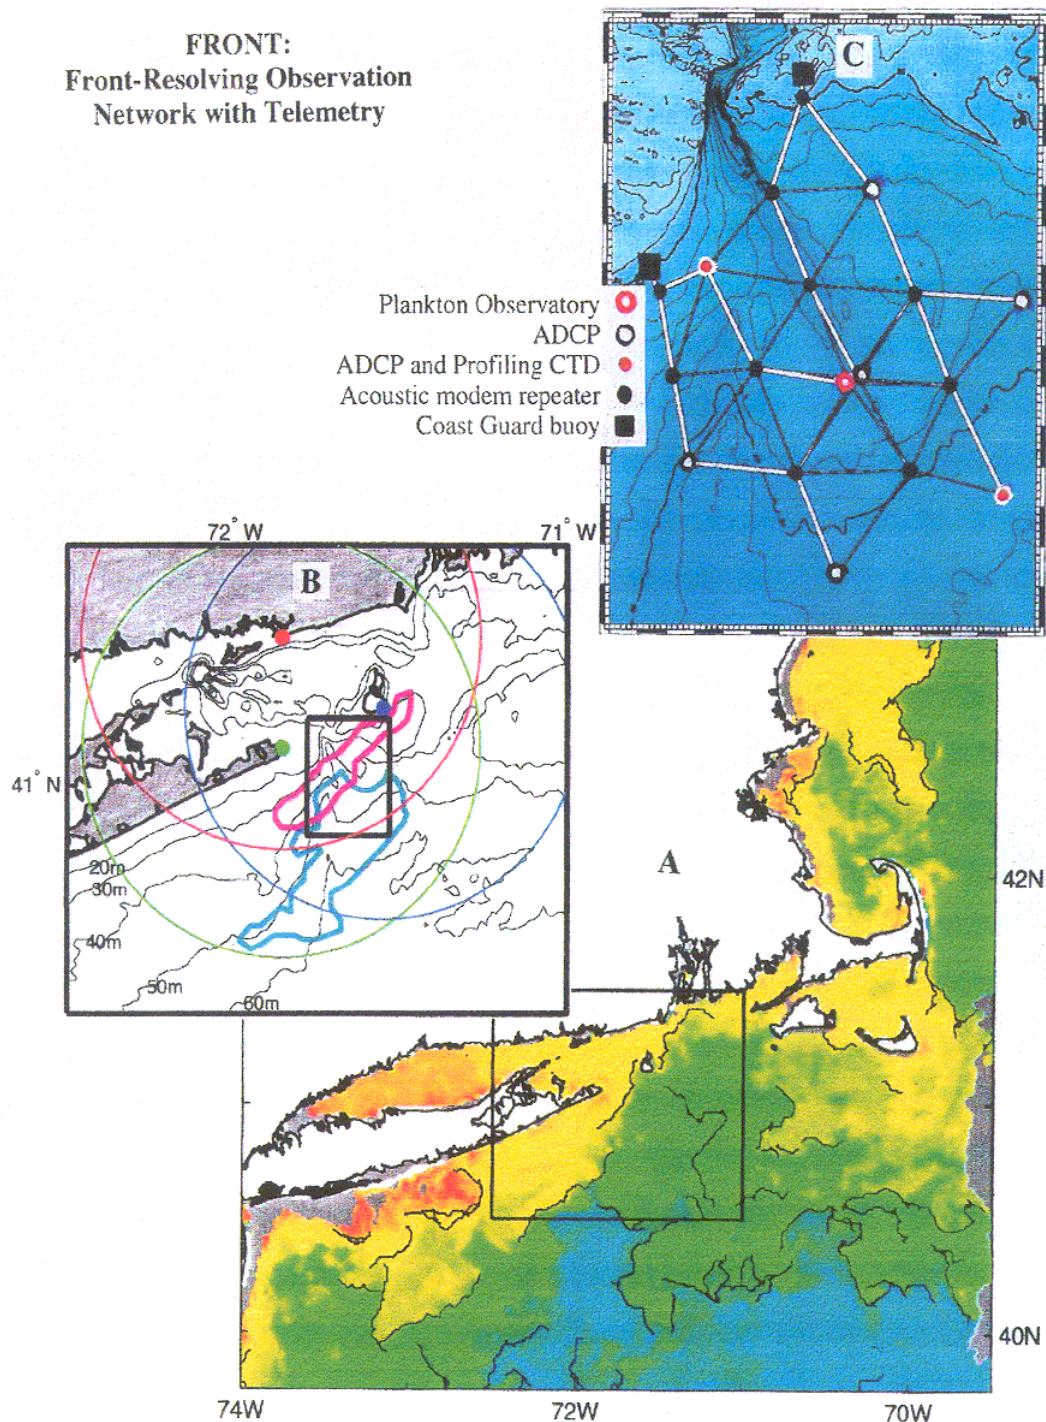 FRONT:
Front-Resolving Observation
Network with Telemetry
C
Plankton Observatory
ADCP
ADCP and Profiling CTD
Acoustic modem repeater
Coast Guard buoy
72° W
71° W
B
41° N
20m
30m
40m
50m
60m
A
42N
40N
74W
72W
70W